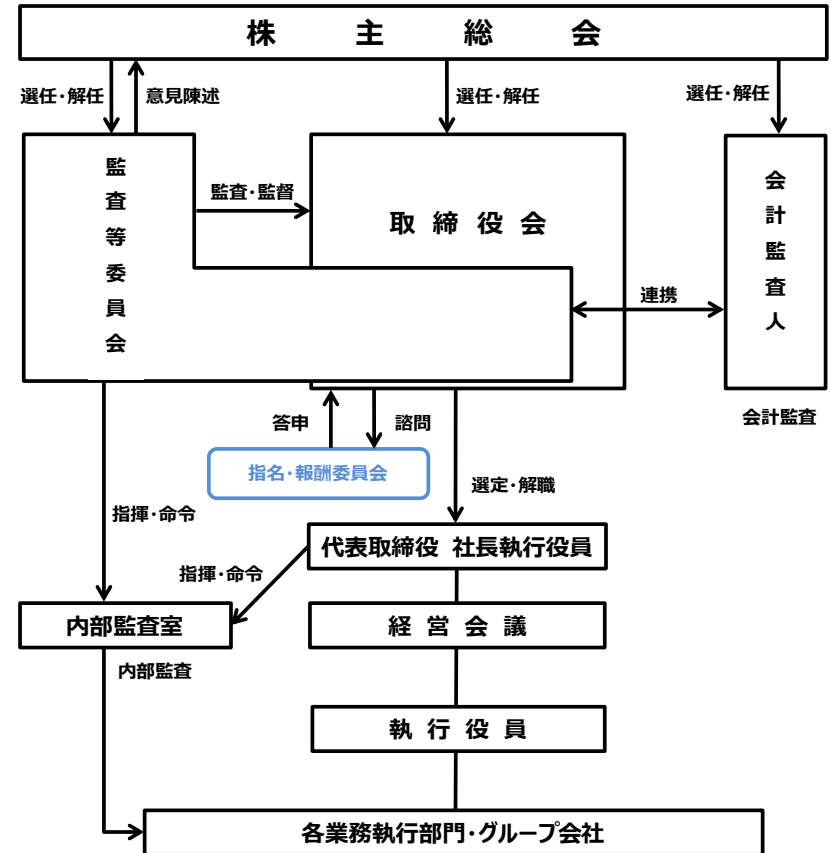 株主総会
選任・解任
意見陳述
選任・解任
選任・解任
監査等委員会
監査・監督
取締役会
会計監査人
連携
会計監査
答申
諮問
指名・報酬委員会
選定・解職
指揮・命令
代表取締役 社長執行役員
指揮・命令
内部監査室
経営会議
内部監査
執行役員
各業務執行部門・グループ会社